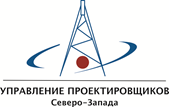 УПРАВЛЕНИЕ ПРОЕКТИРОВЩИКОВ
Северо-Запада